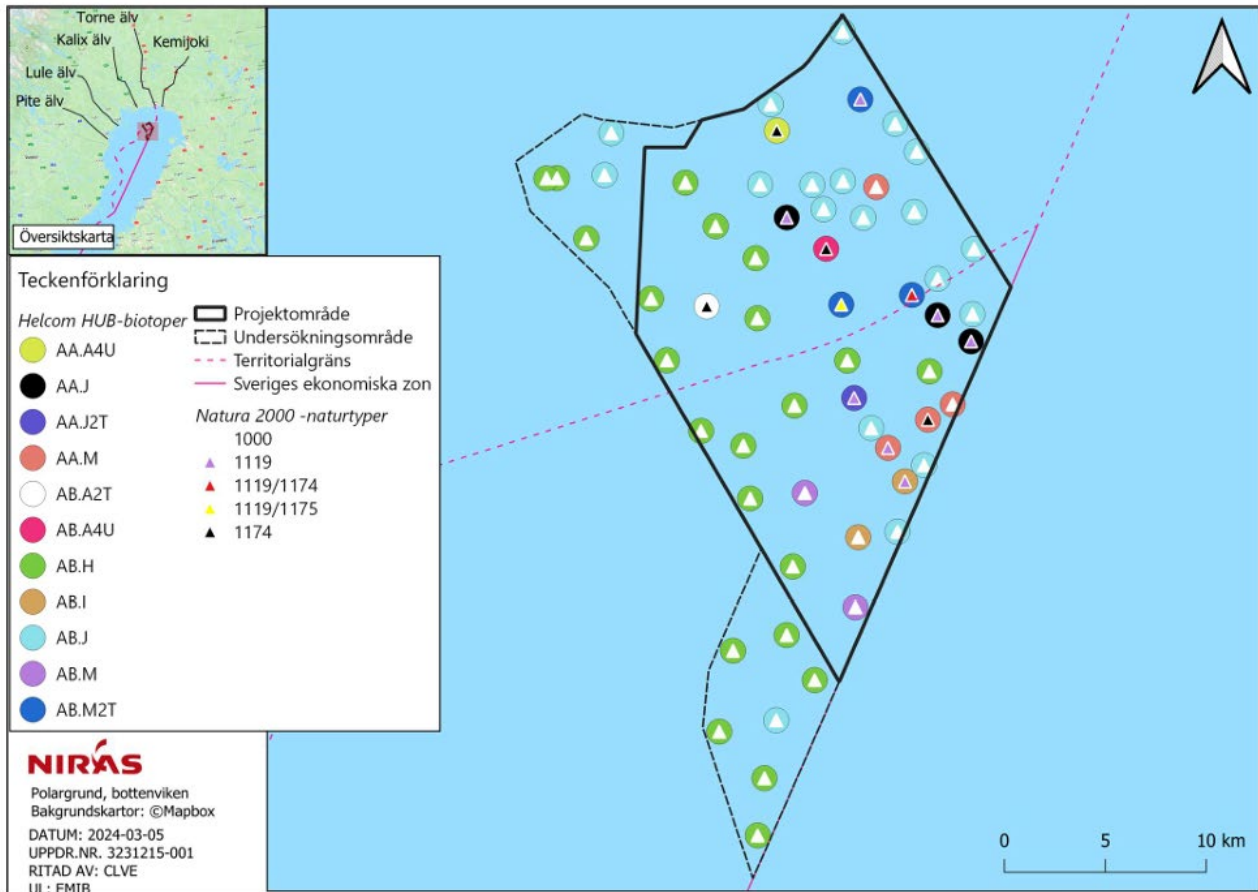 Torne älv
Kalix älv
Kemijoki
Lule älv
Pite älv
Översiktskarta
Teckenförklaring
Helcom HUB-biotoper
AA.A4U
AA.J
AA.J2T
AA.M
AB.A2T
AB.A4U
AB.H
AB.I
AB.J
AB.M
AB.M2T
Projektområde
Undersökningsområde
Territorialgräns
Sveriges ekonomiska zon
Natura 2000 -naturtyper
1000
1119
1119/1174
1119/1175
1174
NIRÁS
Polargrund, bottenviken
Bakgrundskartor: ©Mapbox
DATUM: 2024-03-05
UPPDR.NR. 3231215-001
RITAD AV: CLVE
UL: EMIB
0 5 10 km